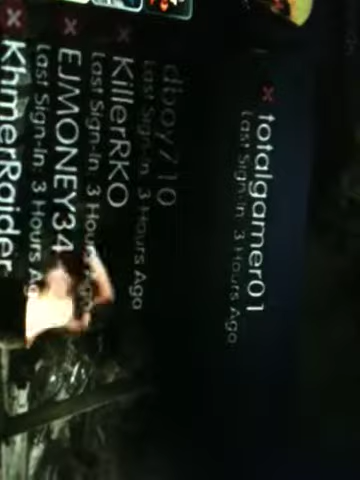 totalgamer01
Last Sign-In: 3 Hours Ago
dboy710
Last Sign-In: 3 Hours Ago
KillerRKO
Last Sign-In: 3 Hours Ago
EJMONEY34
Last Sign-In: 3 Hours Ag
KhmerRaider